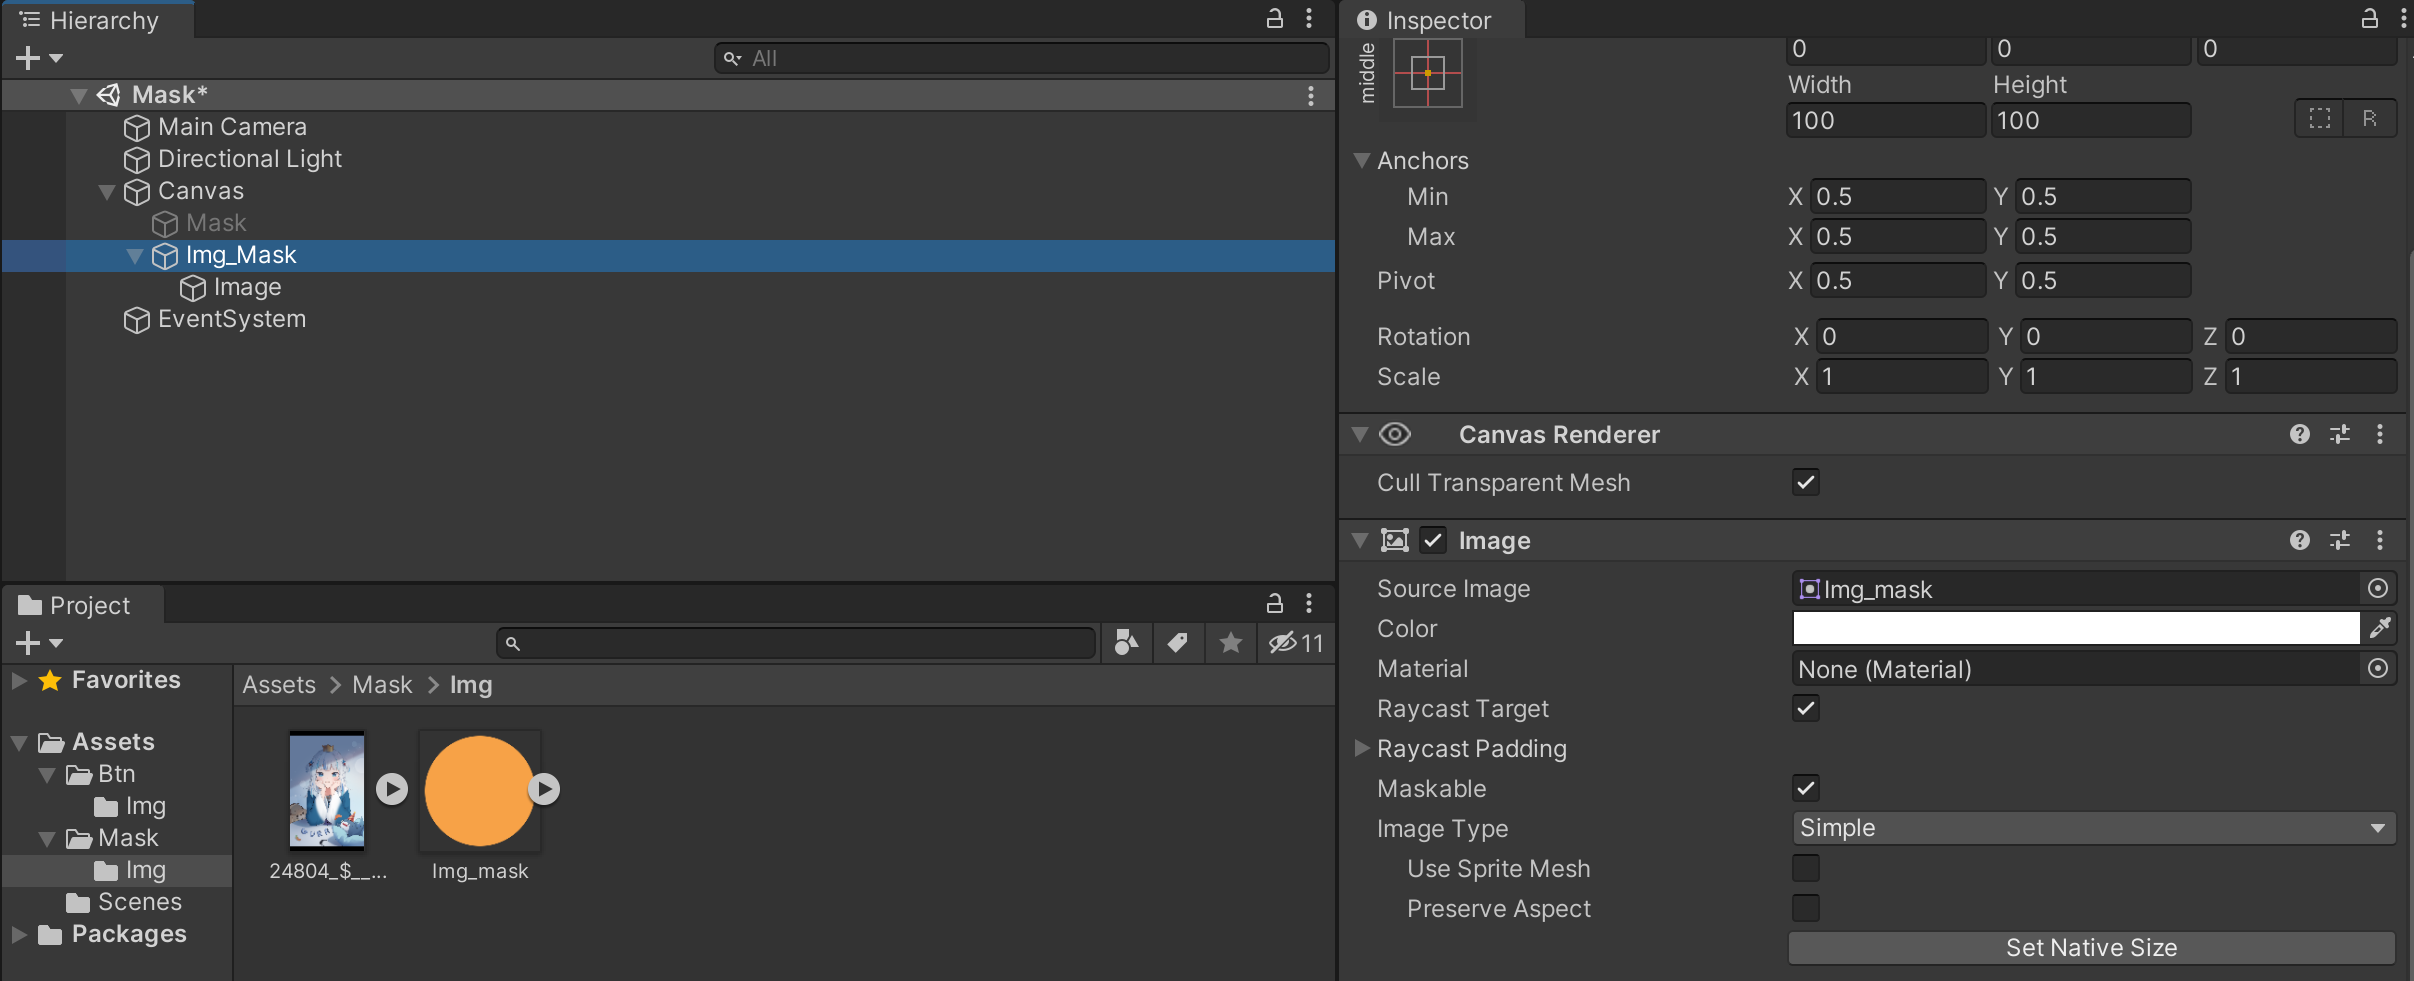 Hierarchy
All
Mask*
Main Camera
Directional Light
Canvas
Mask
Img_Mask
Image
EventSystem
Project
11
Favorites
Assets
Btn
Img
Mask
Img
Scenes
Packages
Assets > Mask > Img
24804_$__...
Img_mask
Inspector
middle
0 0 0
Width Height
100 100
R
Anchors
Min X 0.5 Y 0.5
Max X 0.5 Y 0.5
Pivot X 0.5 Y 0.5
Rotation X 0 Y 0 Z 0
Scale X 1 Y 1 Z 1
Canvas Renderer
Cull Transparent Mesh
Image
Source Image Img_mask
Color
Material None (Material)
Raycast Target
Raycast Padding
Maskable
Image Type Simple
Use Sprite Mesh
Preserve Aspect
Set Native Size